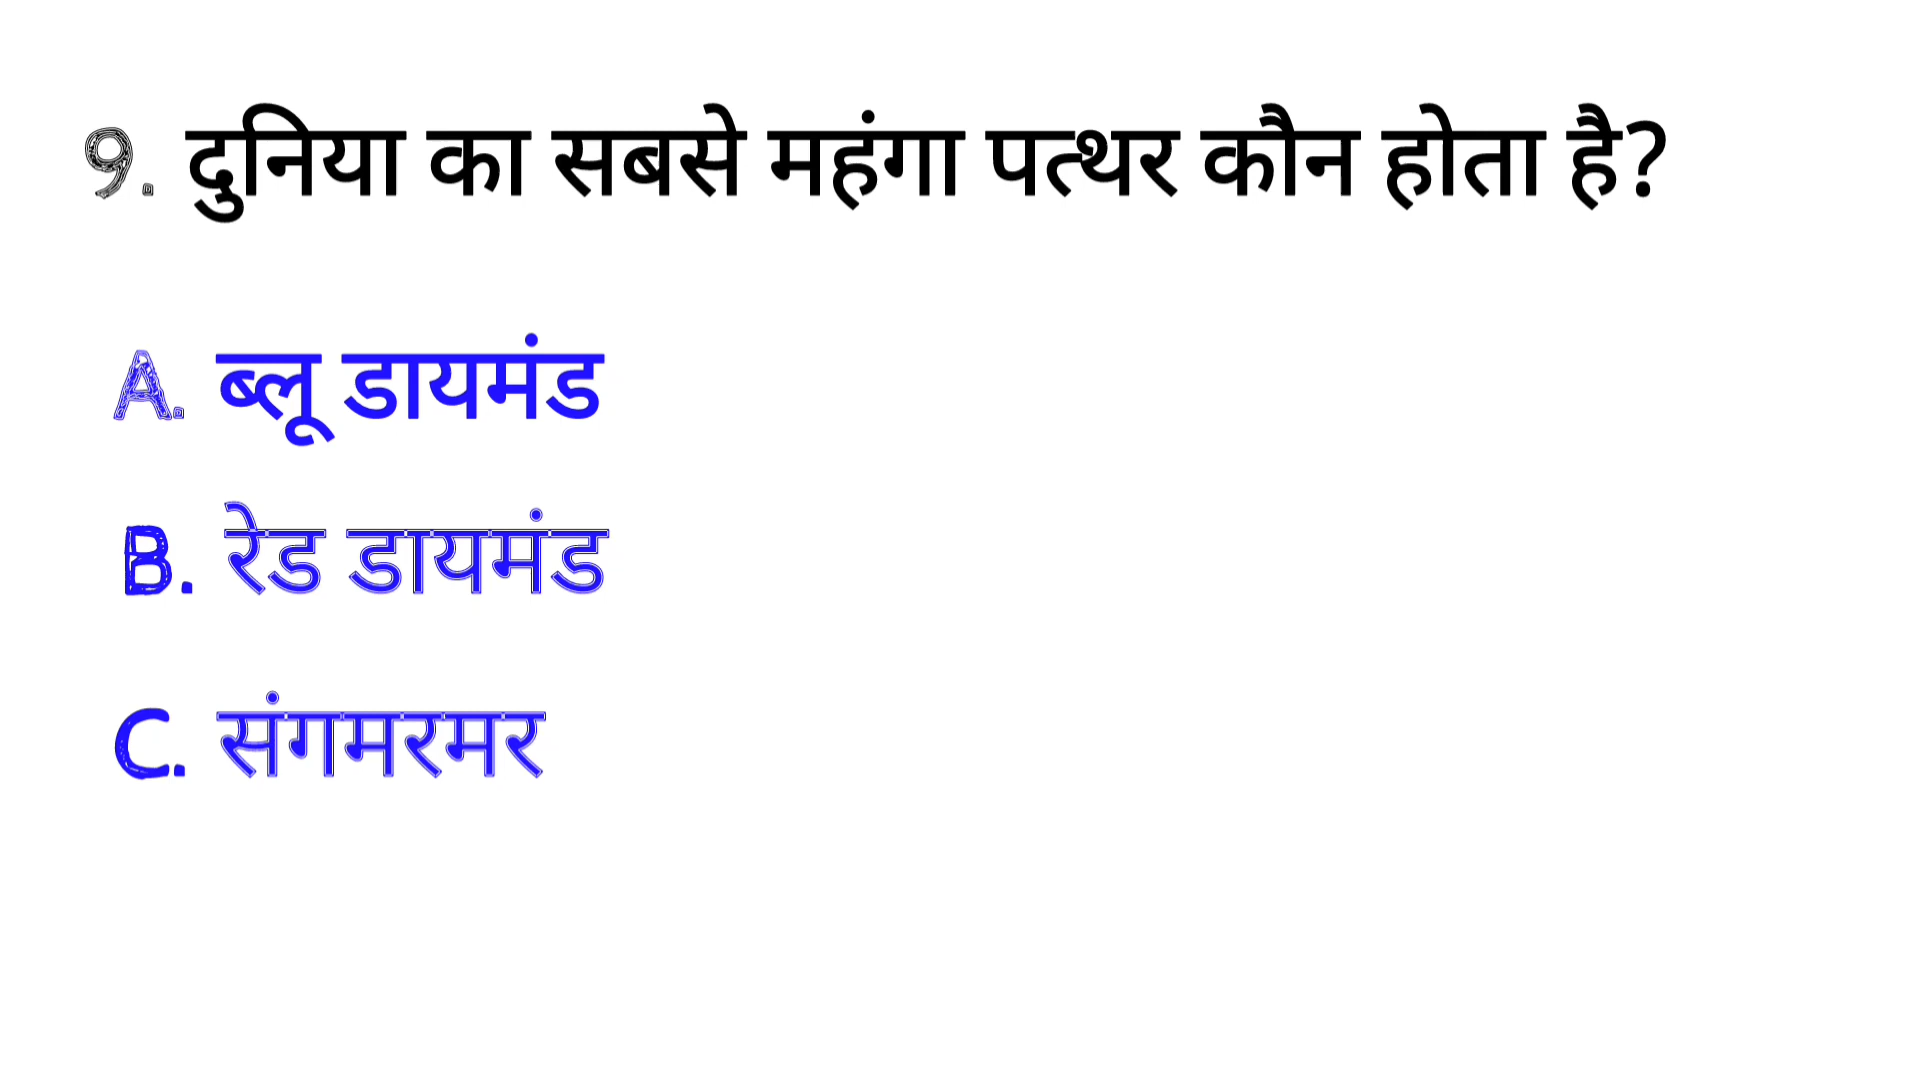 9. दुनिया का सबसे महंगा पत्थर कौन होता है?
A. ब्लू डायमंड
B. रेड डायमंड
C. संगमरमर